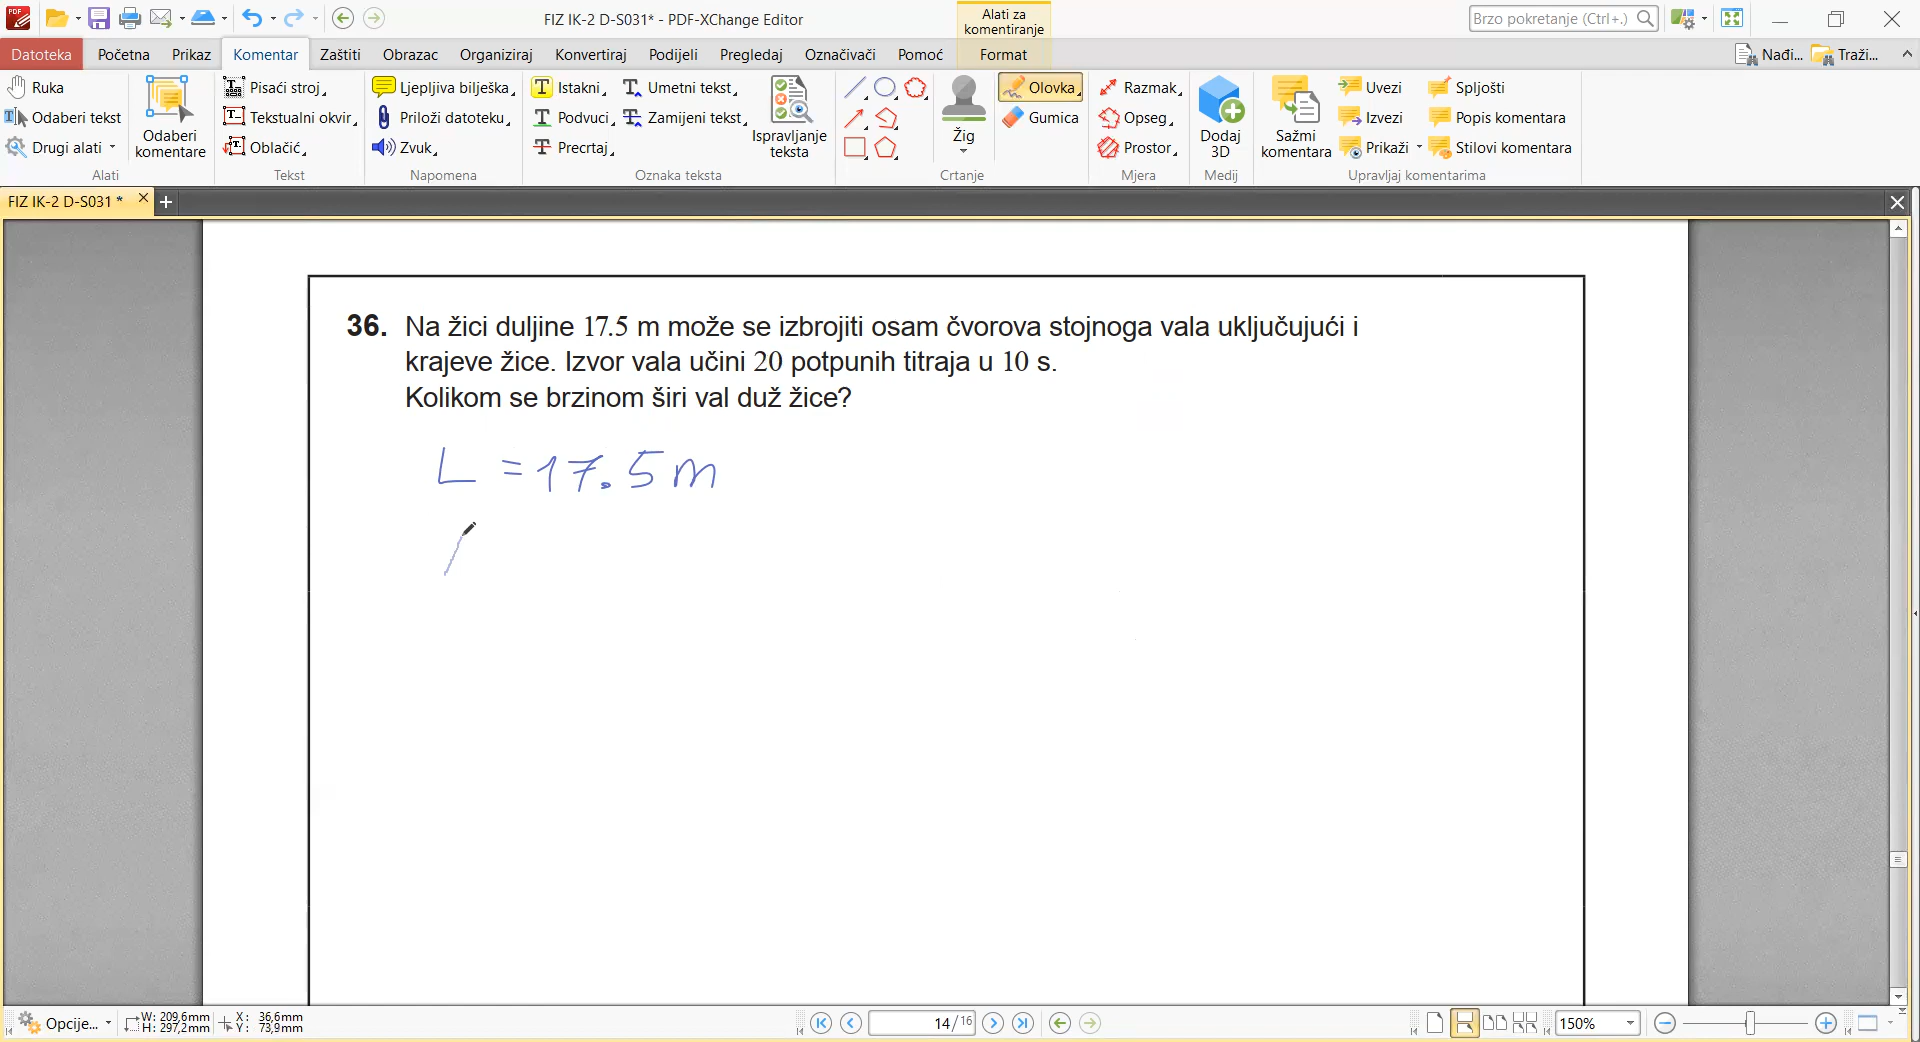 FIZ IK-2 D-S031* - PDF-XChange Editor
Alati za komentiranje
Brzo pokretanje (Ctrl+.)
Datoteka Početna Prikaz Komentar Zaštiti Obrazac Organiziraj Konvertiraj Podijeli Pregledaj Označivači Pomoć Format Nađi... Traži...
Ruka
Odaberi tekst
Drugi alati
Alati
Odaberi komentare
Pisaći stroj
Tekstualni okvir
Oblačić
Tekst
Ljepljiva bilješka
Priloži datoteku
Zvuk
Napomena
Istakni
Podvuci
Precrtaj
Umetni tekst
Zamijeni tekst
Ispravljanje teksta
Oznaka teksta
Žig
Olovka
Gumica
Crtanje
Razmak
Opseg
Prostor
Mjera
Dodaj 3D
Medij
Sažmi komentara
Uvezi
Izvezi
Prikaži
Spljošti
Popis komentara
Stilovi komentara
Upravljaj komentarima
FIZ IK-2 D-S031 *
36. Na žici duljine 17.5 m može se izbrojiti osam čvorova stojnoga vala uključujući i
krajeve žice. Izvor vala učini 20 potpunih titraja u 10 s.
Kolikom se brzinom širi val duž žice?
L = 17.5 m
Opcije... W: 209,6mm H: 297,2mm X: 36,6mm Y: 73,9mm 14 / 16 150%